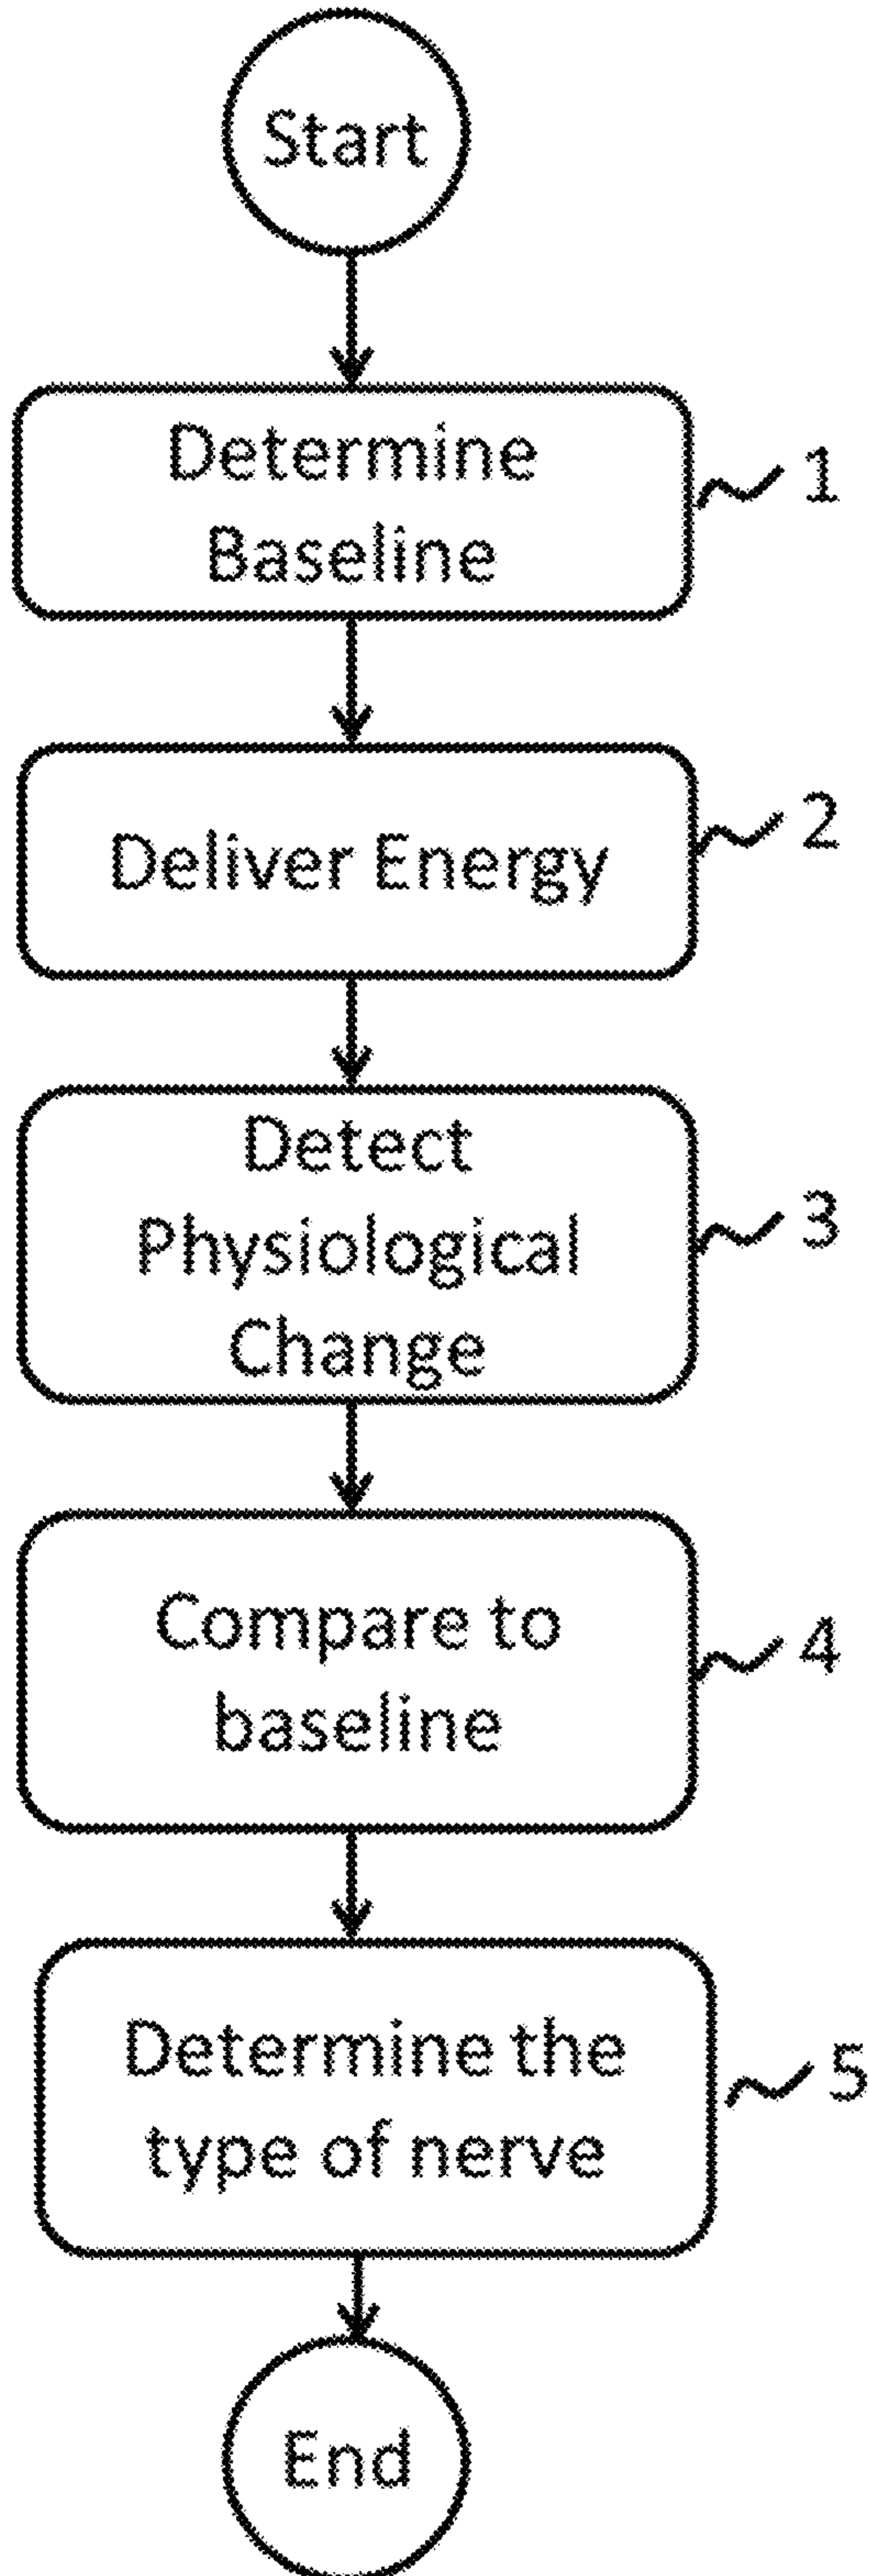 Start
Determine
Baseline
1
Deliver Energy
2
Detect
Physiological
Change
3
Compare to
baseline
4
Determine the
type of nerve
5
End